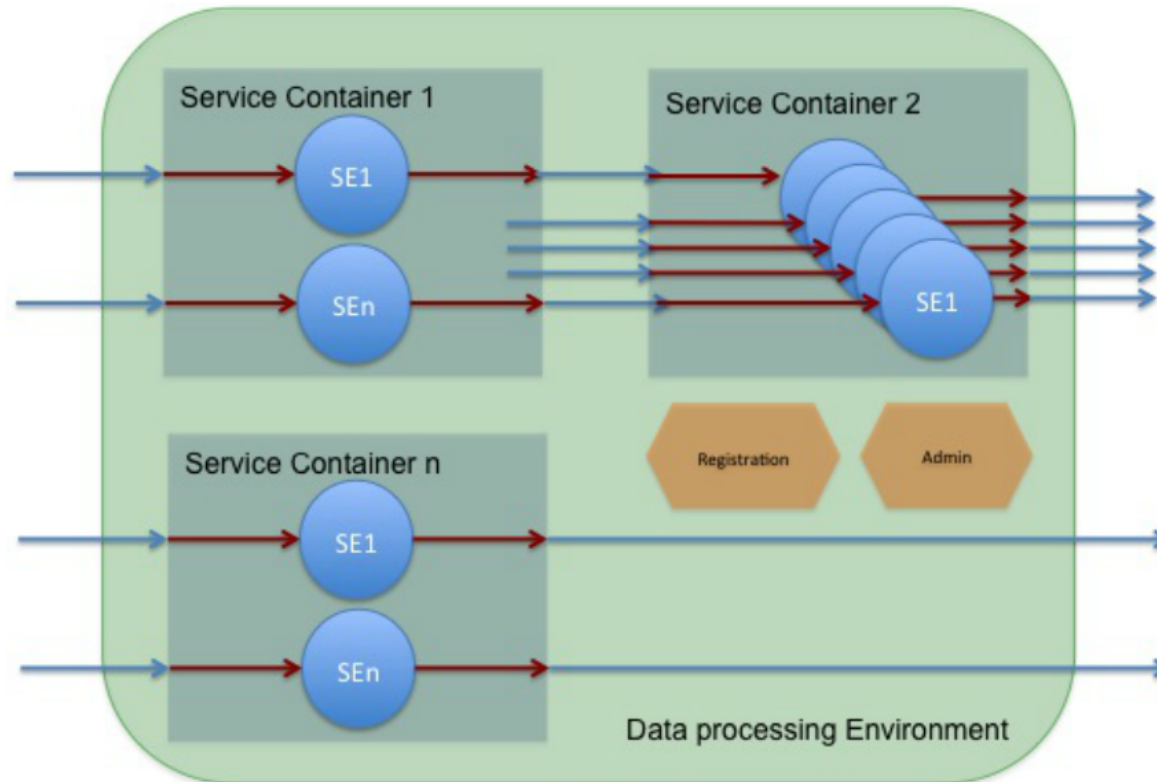 Service Container 1
Service Container 2
SE1
SEn
SE1
Registration
Admin
Service Container n
SE1
SEn
Data processing Environment